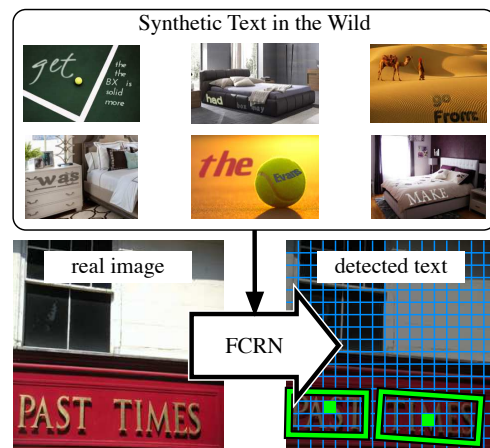 Synthetic Text in the Wild
get
the
the
BX is
solid
more
had
go
From:
was
the
MAKE
real image
detected text
FCRN
PAST TIMES
PAST TIMES